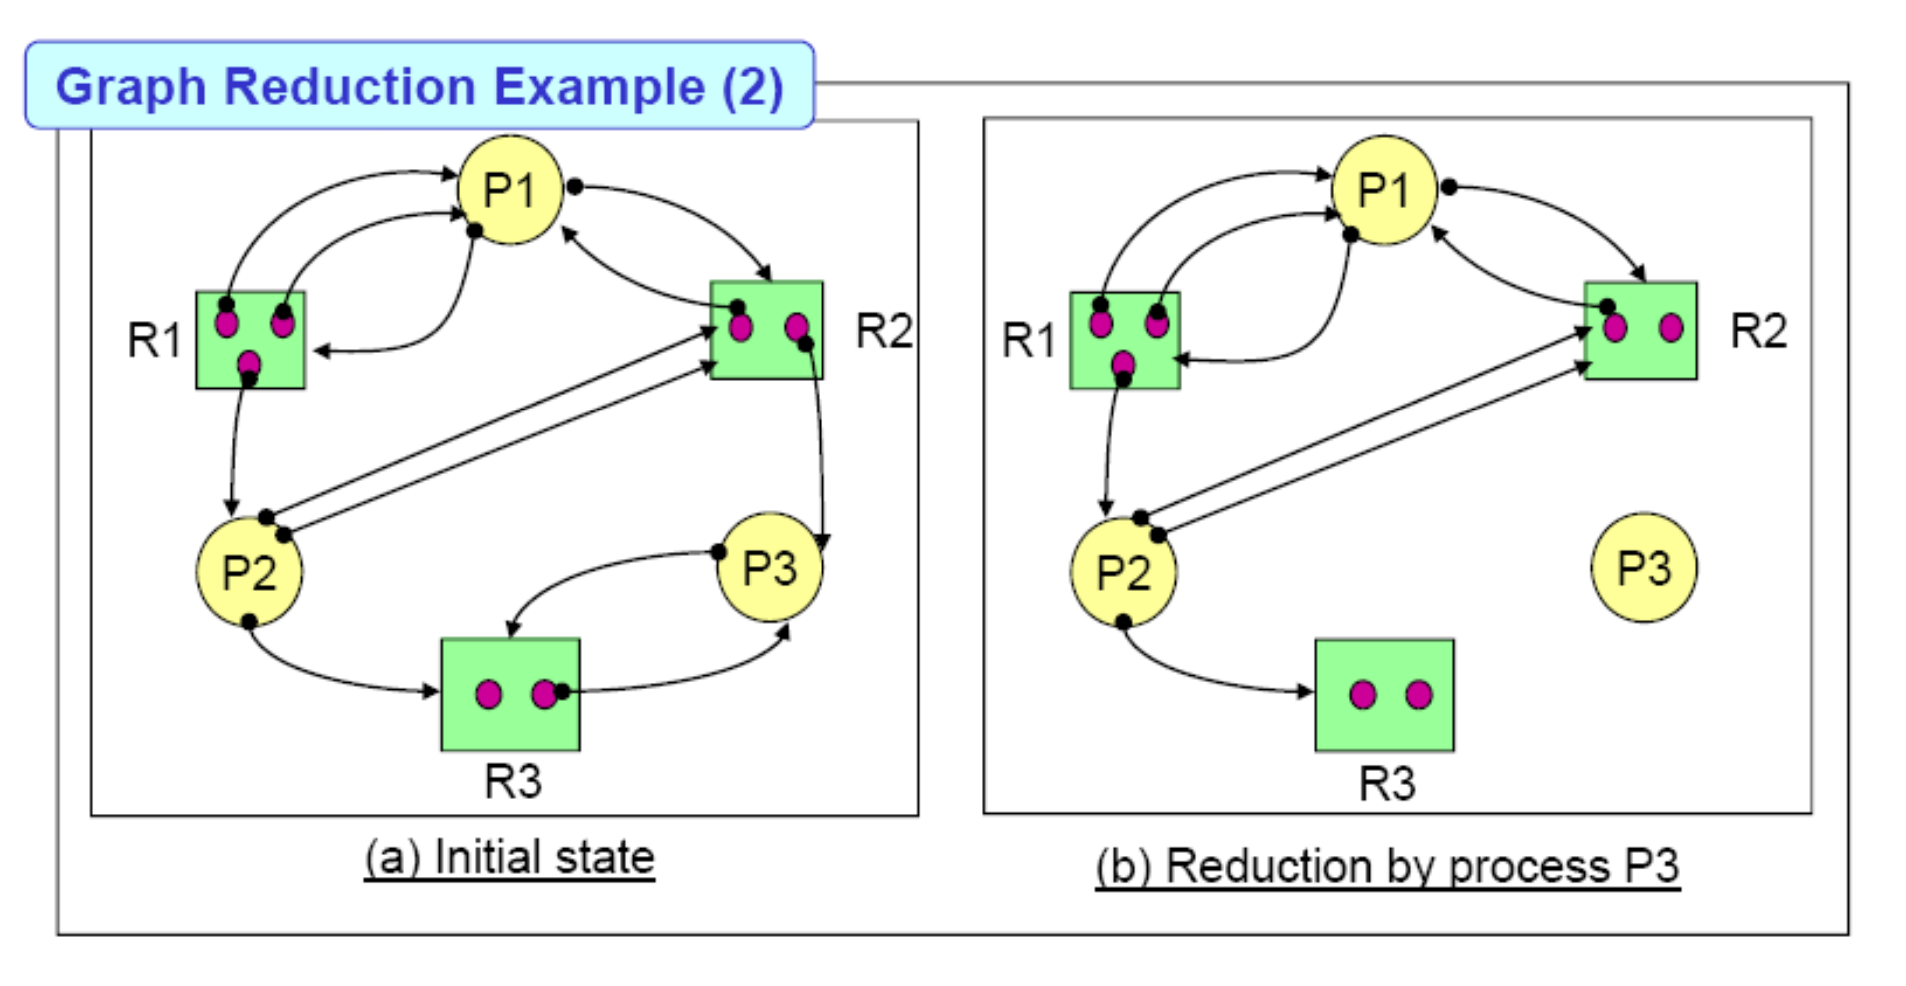 Graph Reduction Example (2)
P1
R1
R2
P2
P3
R3
(a) Initial state
P1
R1
R2
P2
P3
R3
(b) Reduction by process P3